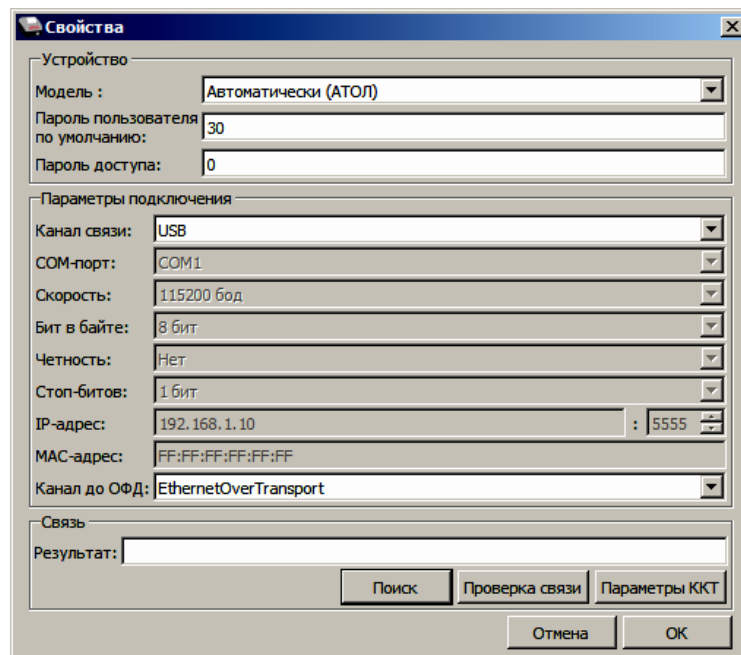 Свойства
Устройство
Модель : Автоматически (АТОЛ)
Пароль пользователя
по умолчанию: 30
Пароль доступа: 0
Параметры подключения
Канал связи: USB
COM-порт: COM1
Скорость: 115200 бод
Бит в байте: 8 бит
Четность: Нет
Стоп-битов: 1 бит
IP-адрес: 192.168.1.10 : 5555
MAC-адрес: FF:FF:FF:FF:FF:FF
Канал до ОФД: EthernetOverTransport
Связь
Результат:
Поиск Проверка связи Параметры ККТ
Отмена ОК